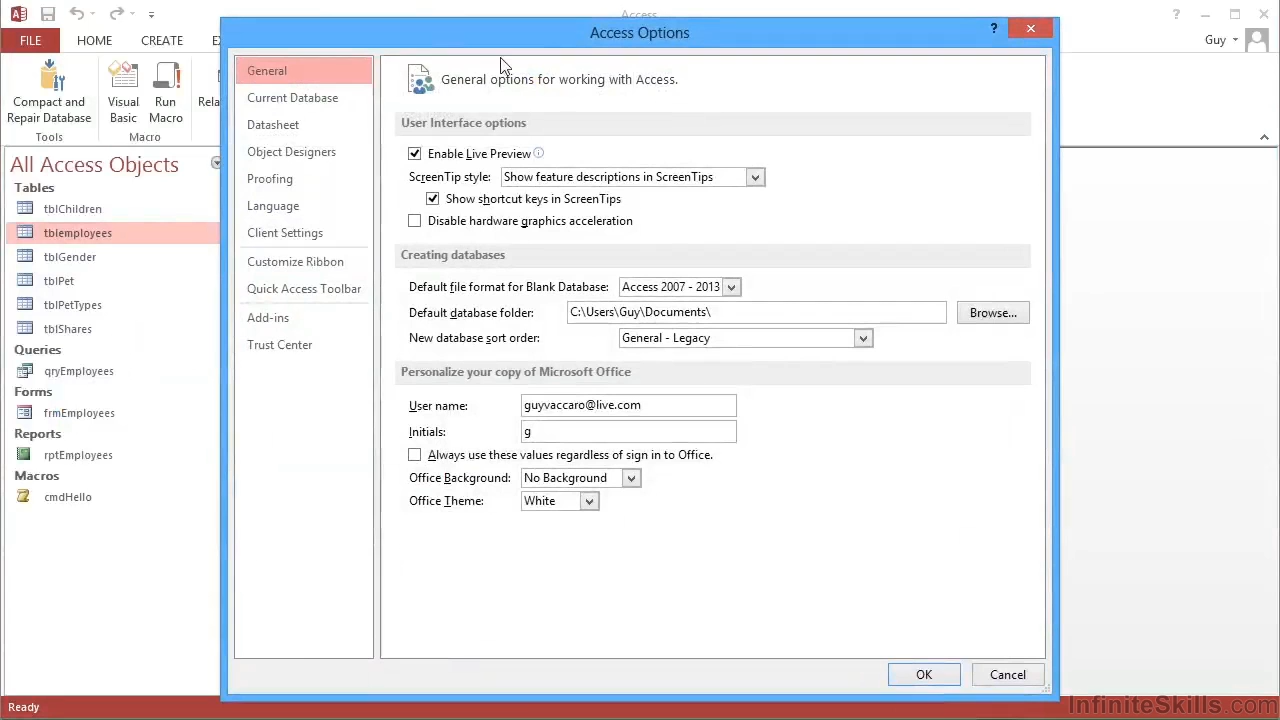 Access
Guy
FILE
HOME
CREATE
Compact and
Repair Database
Tools
Visual
Basic
Run
Macro
Macro
All Access Objects
Tables
tblChildren
tblemployees
tblGender
tblPet
tblPetTypes
tblShares
Queries
qryEmployees
Forms
frmEmployees
Reports
rptEmployees
Macros
cmdHello
Ready
Access Options
?
General
Current Database
Datasheet
Object Designers
Proofing
Language
Client Settings
Customize Ribbon
Quick Access Toolbar
Add-ins
Trust Center
General options for working with Access.
User Interface options
Enable Live Preview
ScreenTip style: Show feature descriptions in ScreenTips
Show shortcut keys in ScreenTips
Disable hardware graphics acceleration
Creating databases
Default file format for Blank Database: Access 2007 - 2013
Default database folder: C:\Users\Guy\Documents\ Browse...
New database sort order: General - Legacy
Personalize your copy of Microsoft Office
User name: guyvaccaro@live.com
Initials: g
Always use these values regardless of sign in to Office.
Office Background: No Background
Office Theme: White
OK Cancel
InfiniteSkills.com